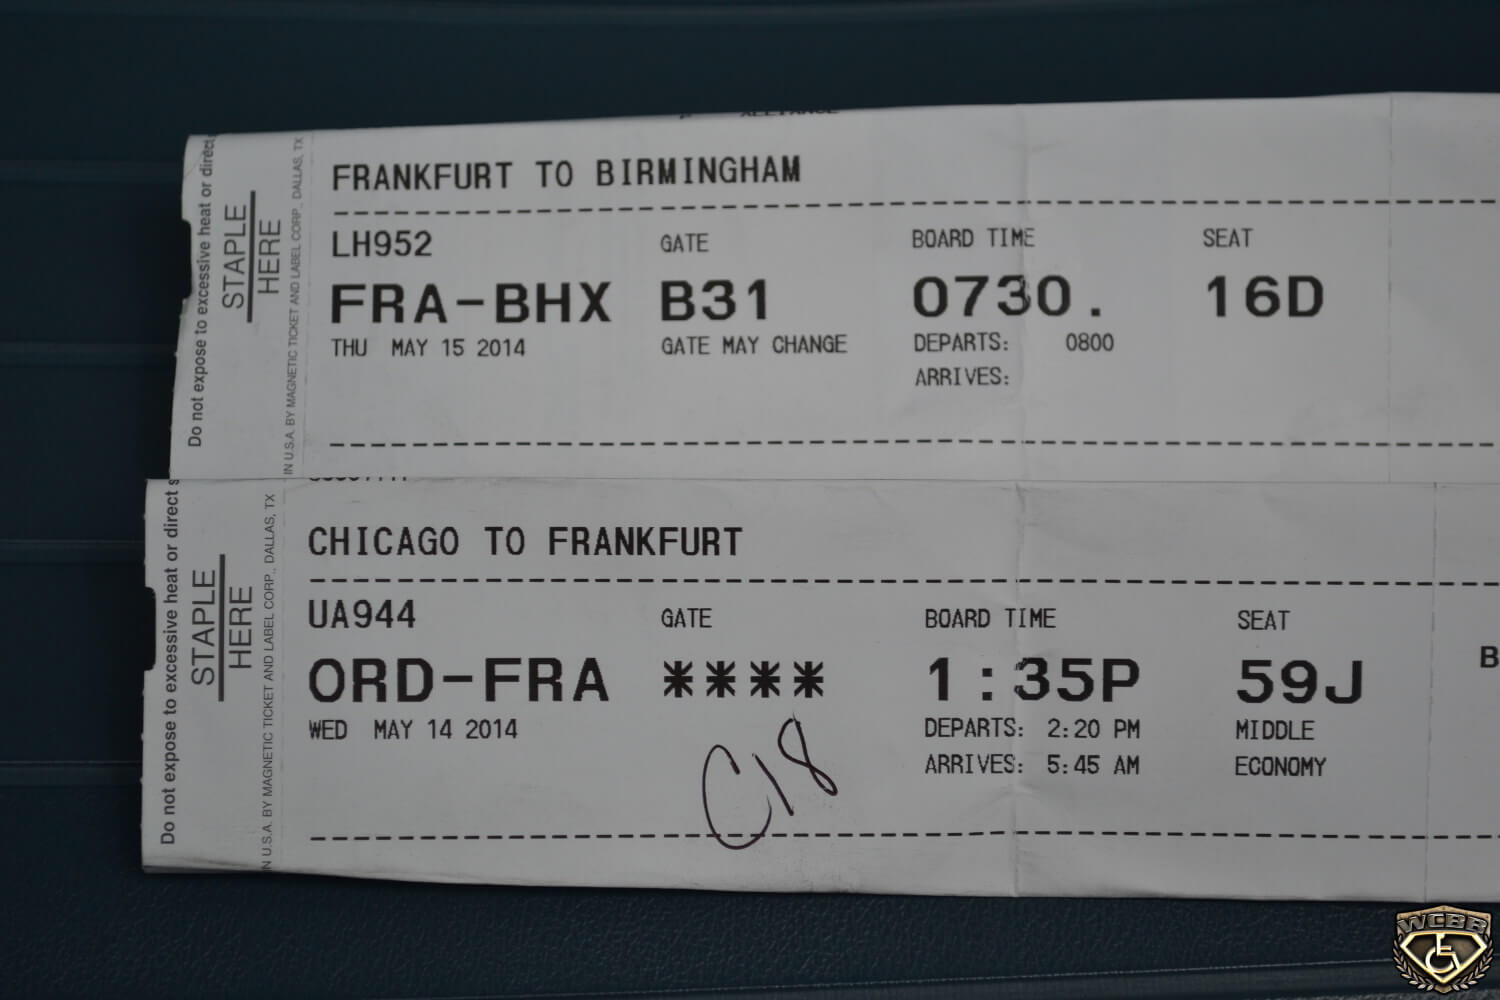 ALLIANCE
FRANKFURT TO BIRMINGHAM
LH952 GATE BOARD TIME SEAT
FRA-BHX B31 0730. 16D
THU MAY 15 2014 GATE MAY CHANGE DEPARTS: 0800
ARRIVES:
Do not expose to excessive heat or direct
STAPLE
HERE
IN U.S.A. BY MAGNETIC TICKET AND LABEL CORP., DALLAS, TX
CHICAGO TO FRANKFURT
UA944 GATE BOARD TIME SEAT
ORD-FRA **** 1:35P 59J B
WED MAY 14 2014 DEPARTS: 2:20 PM MIDDLE
C18 ARRIVES: 5:45 AM ECONOMY
Do not expose to excessive heat or direct s
STAPLE
HERE
N U.S.A. BY MAGNETIC TICKET AND LABEL CORP., DALLAS, TX
WCBB